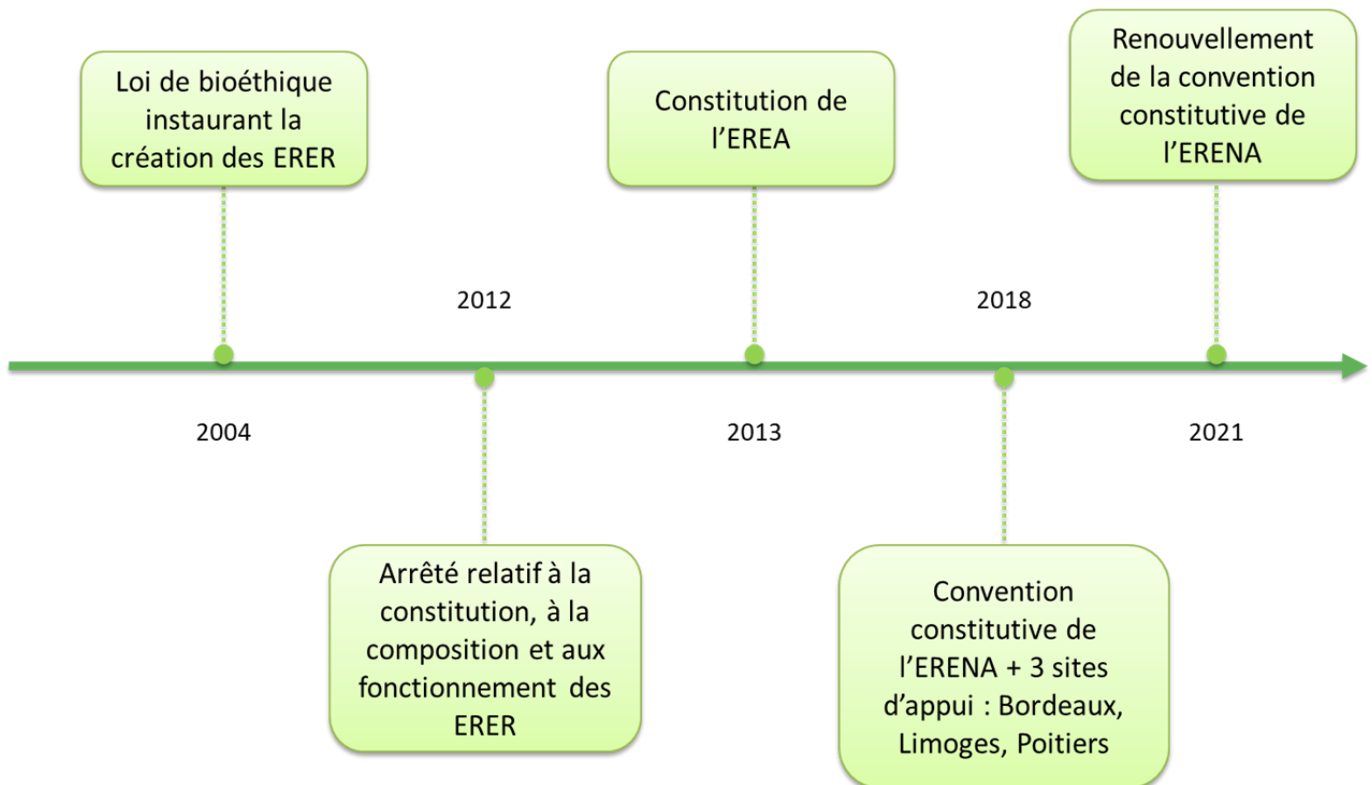 Loi de bioéthique
instaurant la
création des ERER
Constitution de
l’EREA
Renouvellement
de la convention
constitutive de
l’ERENA
2012
2018
2004
2013
2021
Arrêté relatif à la
constitution, à la
composition et aux
fonctionnement des
ERER
Convention
constitutive de
l’ERENA + 3 sites
d’appui : Bordeaux,
Limoges, Poitiers